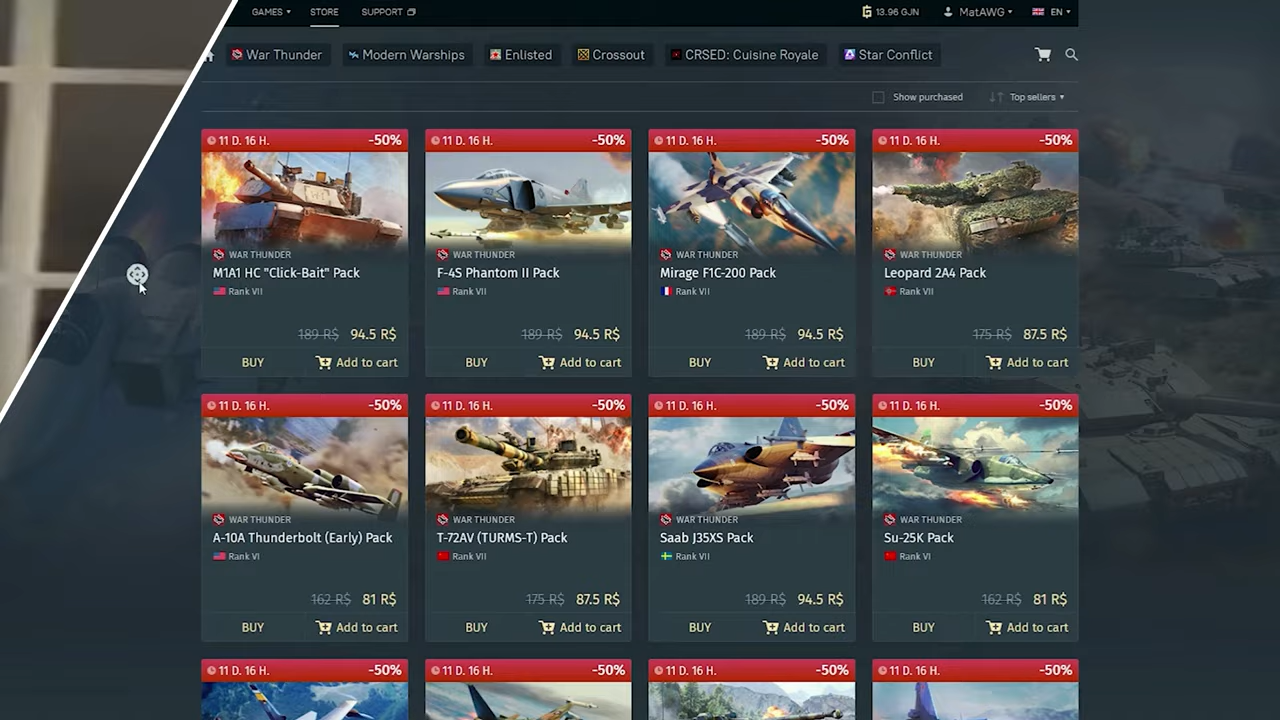 GAMES
STORE
SUPPORT
13.96 GJN
MatAWG
EN
War Thunder
Modern Warships
Enlisted
Crossout
CRSED: Cuisine Royale
Star Conflict
Show purchased
Top sellers
11 D. 16 H. -50%
11 D. 16 H. -50%
11 D. 16 H. -50%
11 D. 16 H. -50%
WAR THUNDER
M1A1 HC "Click-Bait" Pack
Rank VII
189 R$ 94.5 R$
BUY Add to cart
WAR THUNDER
F-4S Phantom II Pack
Rank VII
189 R$ 94.5 R$
BUY Add to cart
WAR THUNDER
Mirage F1C-200 Pack
Rank VII
189 R$ 94.5 R$
BUY Add to cart
WAR THUNDER
Leopard 2A4 Pack
Rank VII
175 R$ 87.5 R$
BUY Add to cart
11 D. 16 H. -50%
11 D. 16 H. -50%
11 D. 16 H. -50%
11 D. 16 H. -50%
WAR THUNDER
A-10A Thunderbolt (Early) Pack
Rank VI
162 R$ 81 R$
BUY Add to cart
WAR THUNDER
T-72AV (TURMS-T) Pack
Rank VII
175 R$ 87.5 R$
BUY Add to cart
WAR THUNDER
Saab J35XS Pack
Rank VII
189 R$ 94.5 R$
BUY Add to cart
WAR THUNDER
Su-25K Pack
Rank VI
162 R$ 81 R$
BUY Add to cart
11 D. 16 H. -50%
11 D. 16 H. -50%
11 D. 16 H. -50%
11 D. 16 H. -50%